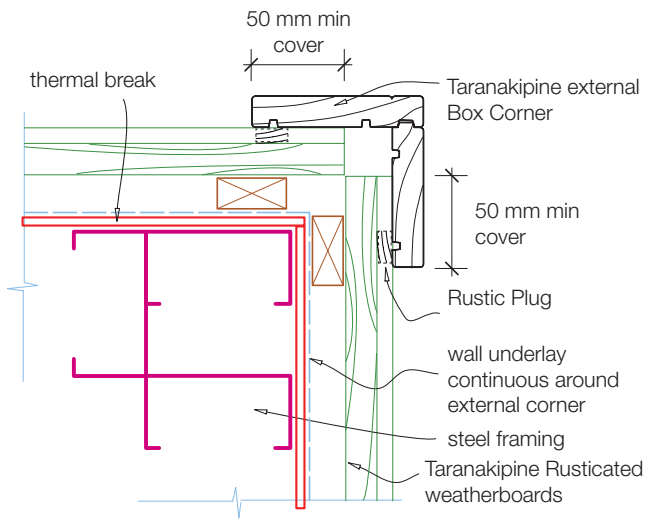 50 mm min
cover
thermal break
Taranakipine external
Box Corner
50 mm min
cover
Rustic Plug
wall underlay
continuous around
external corner
steel framing
Taranakipine Rusticated
weatherboards